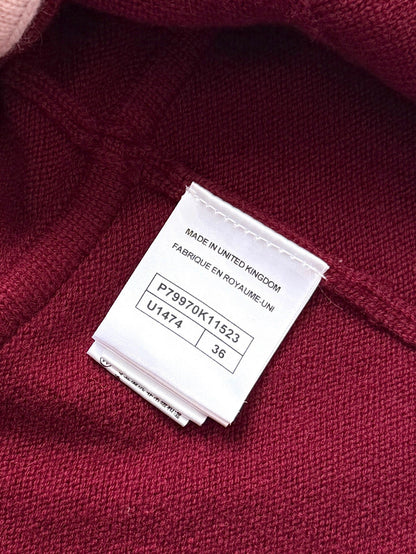 MADE IN UNITED KINGDOM
FABRIQUE EN ROYAUME-UNI
P79970K11523
U1474
36